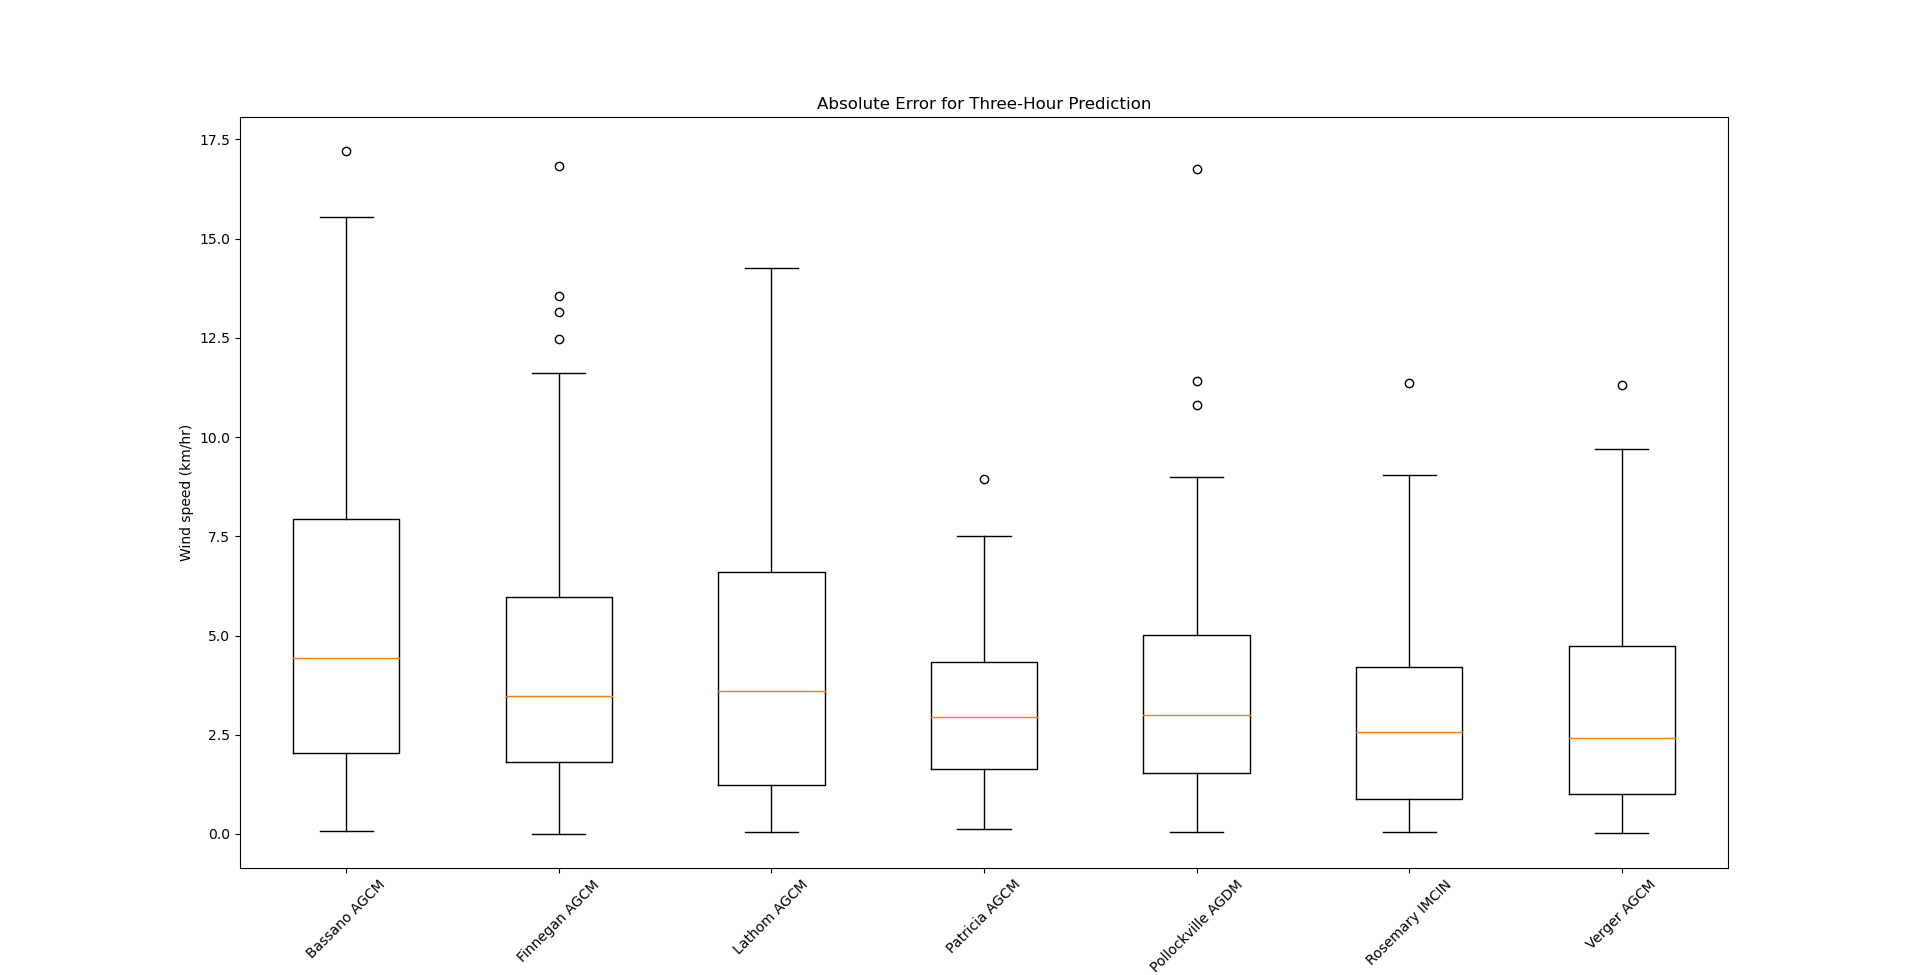 Absolute Error for Three-Hour Prediction
17.5
15.0
12.5
10.0
7.5
5.0
2.5
0.0
Wind speed (km/hr)
Bassano AGCM
Finnegan AGCM
Lathom AGCM
Patricia AGCM
Pollockville AGDM
Rosemary IMCIN
Verger AGCM